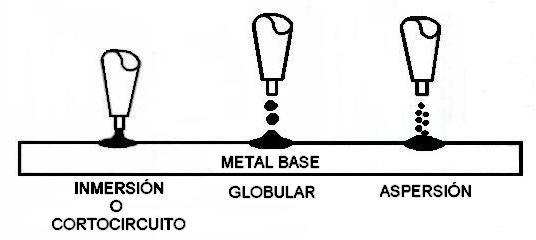 METAL BASE
INMERSIÓN
O
CORTOCIRCUITO
GLOBULAR
ASPERSIÓN